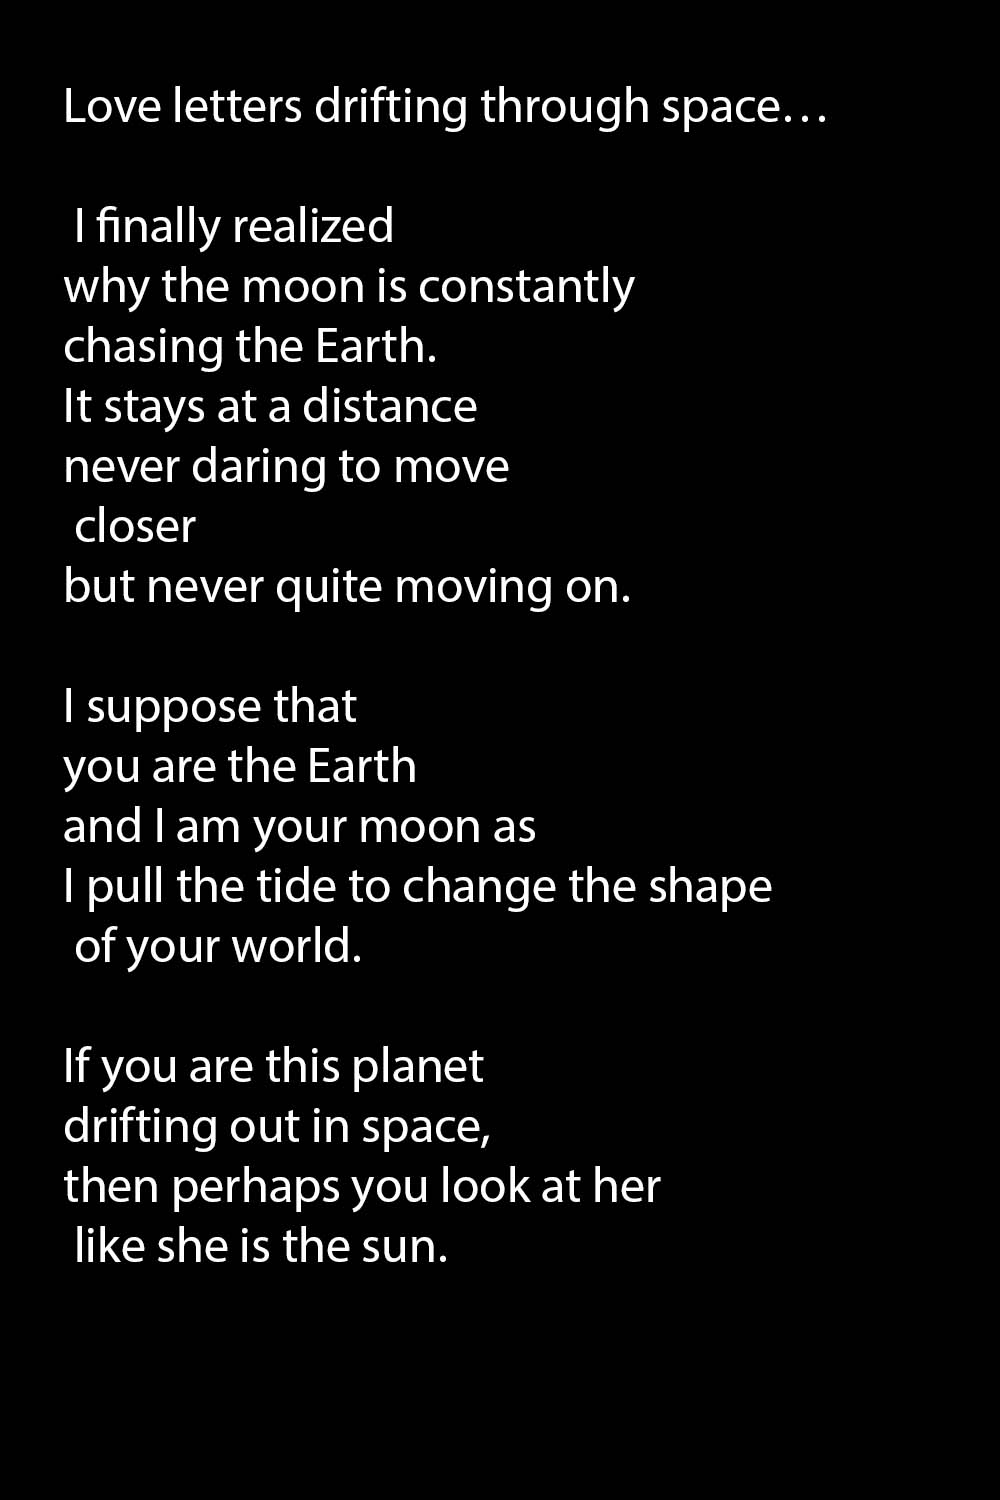 Love letters drifting through space…
I finally realized
why the moon is constantly
chasing the Earth.
It stays at a distance
never daring to move
closer
but never quite moving on.
I suppose that
you are the Earth
and I am your moon as
I pull the tide to change the shape
of your world.
If you are this planet
drifting out in space,
then perhaps you look at her
like she is the sun.